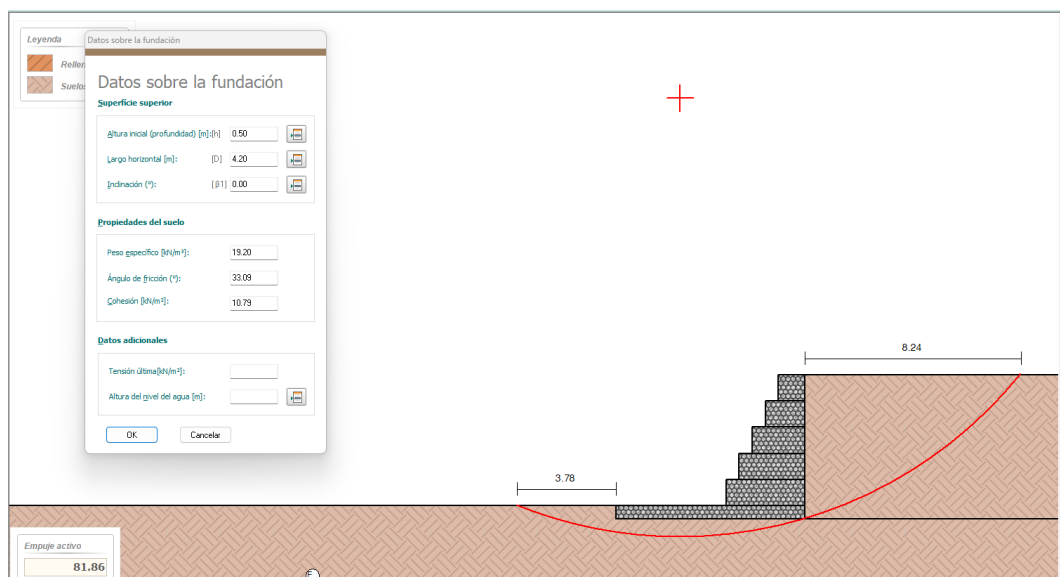 Leyenda
Datos sobre la fundación
Datos sobre la fundación
Superfície superior
Altura inicial (profundidad) [m]:[h] 0.50
Largo horizontal [m]: [D] 4.20
Inclinación (º): [β1] 0.00
Propiedades del suelo
Peso específico [kN/m³]: 19.20
Ángulo de fricción (º): 33.09
Cohesión [kN/m²]: 10.79
Datos adicionales
Tensión última[kN/m²]:
Altura del nivel del agua [m]:
OK Cancelar
8.24
3.78
Empuje activo
81.86